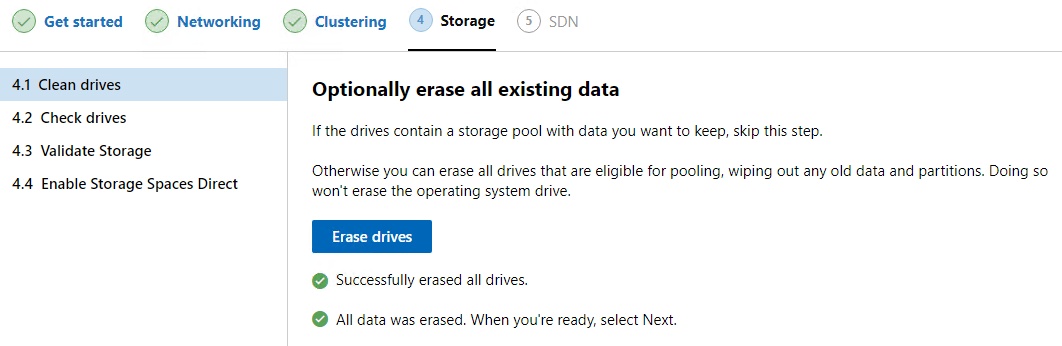 Get started
Networking
Clustering
4 Storage
5 SDN
4.1 Clean drives
4.2 Check drives
4.3 Validate Storage
4.4 Enable Storage Spaces Direct
Optionally erase all existing data
If the drives contain a storage pool with data you want to keep, skip this step.
Otherwise you can erase all drives that are eligible for pooling, wiping out any old data and partitions. Doing so
won't erase the operating system drive.
Erase drives
Successfully erased all drives.
All data was erased. When you're ready, select Next.